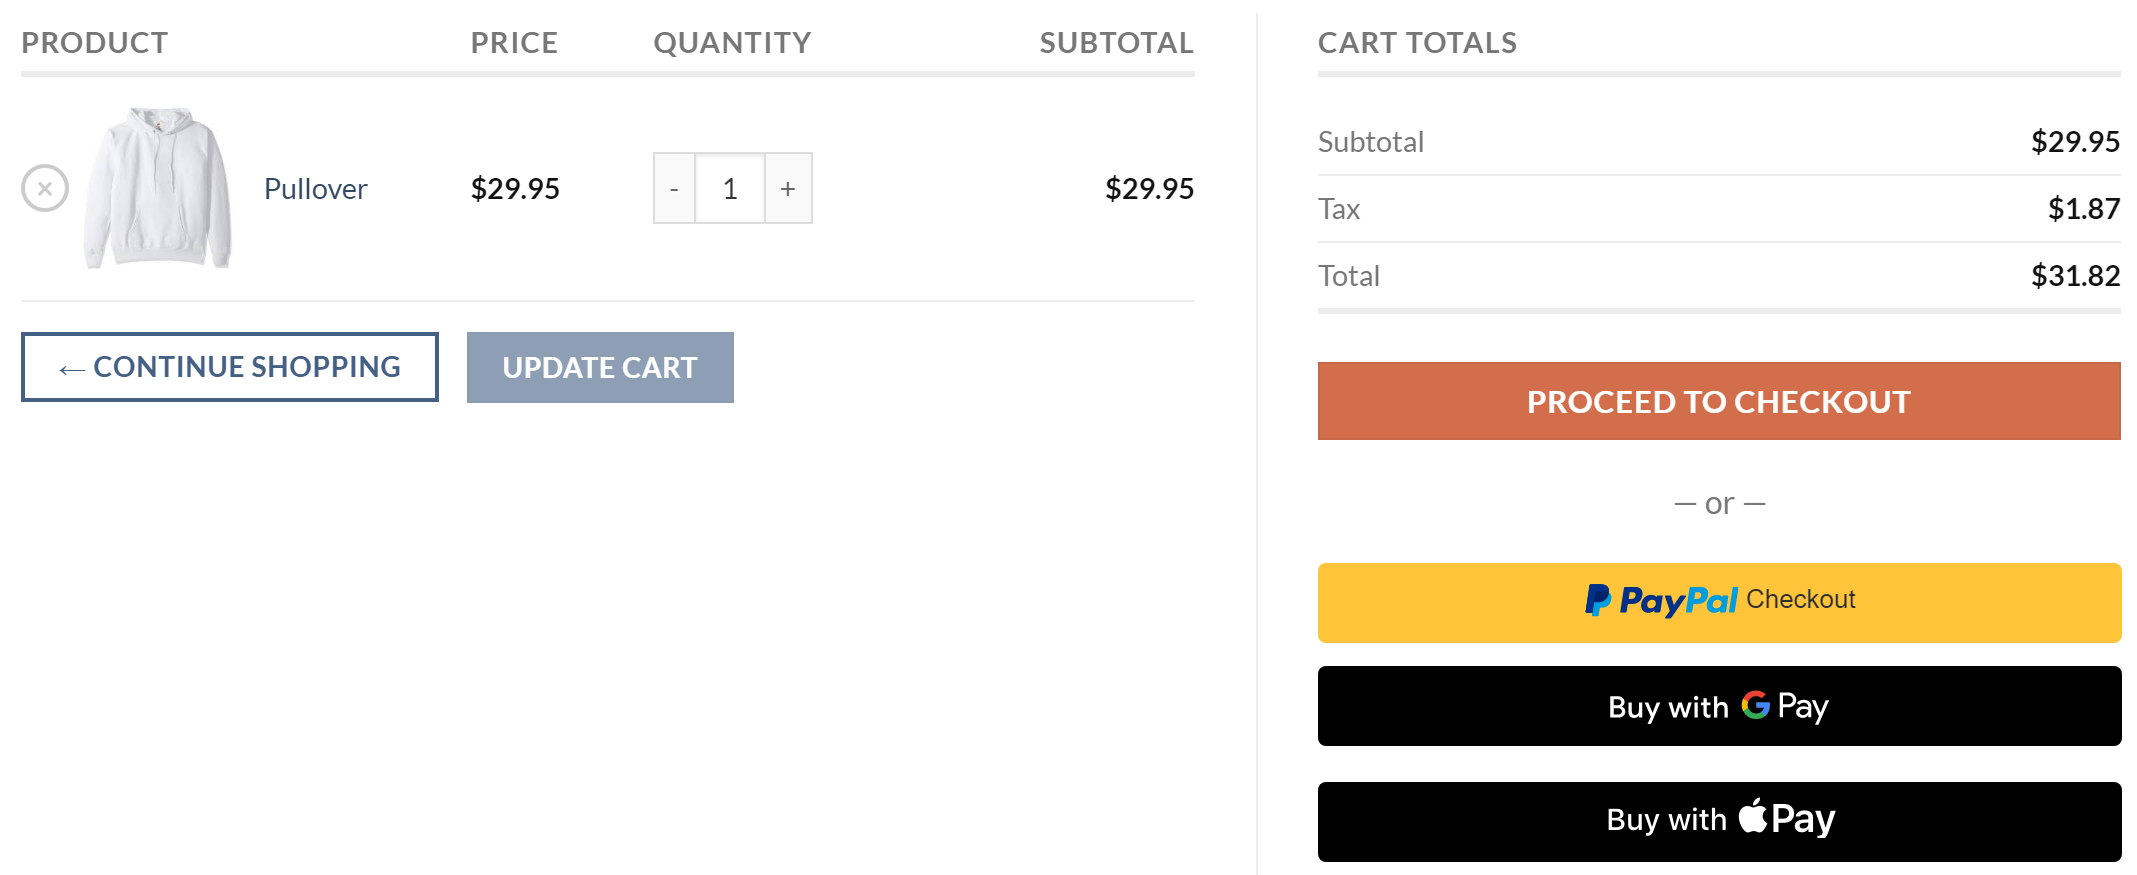 PRODUCT PRICE QUANTITY SUBTOTAL
× Pullover $29.95 - 1 + $29.95
← CONTINUE SHOPPING UPDATE CART
CART TOTALS
Subtotal $29.95
Tax $1.87
Total $31.82
PROCEED TO CHECKOUT
— or —
PayPal Checkout
Buy with G Pay
Buy with Pay